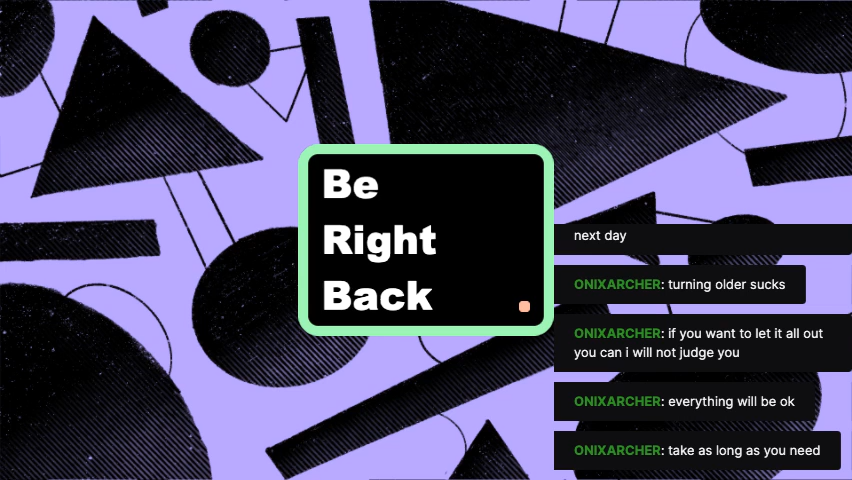 Be
Right
Back
next day
ONIXARCHER: turning older sucks
ONIXARCHER: if you want to let it all out
you can i will not judge you
ONIXARCHER: everything will be ok
ONIXARCHER: take as long as you need